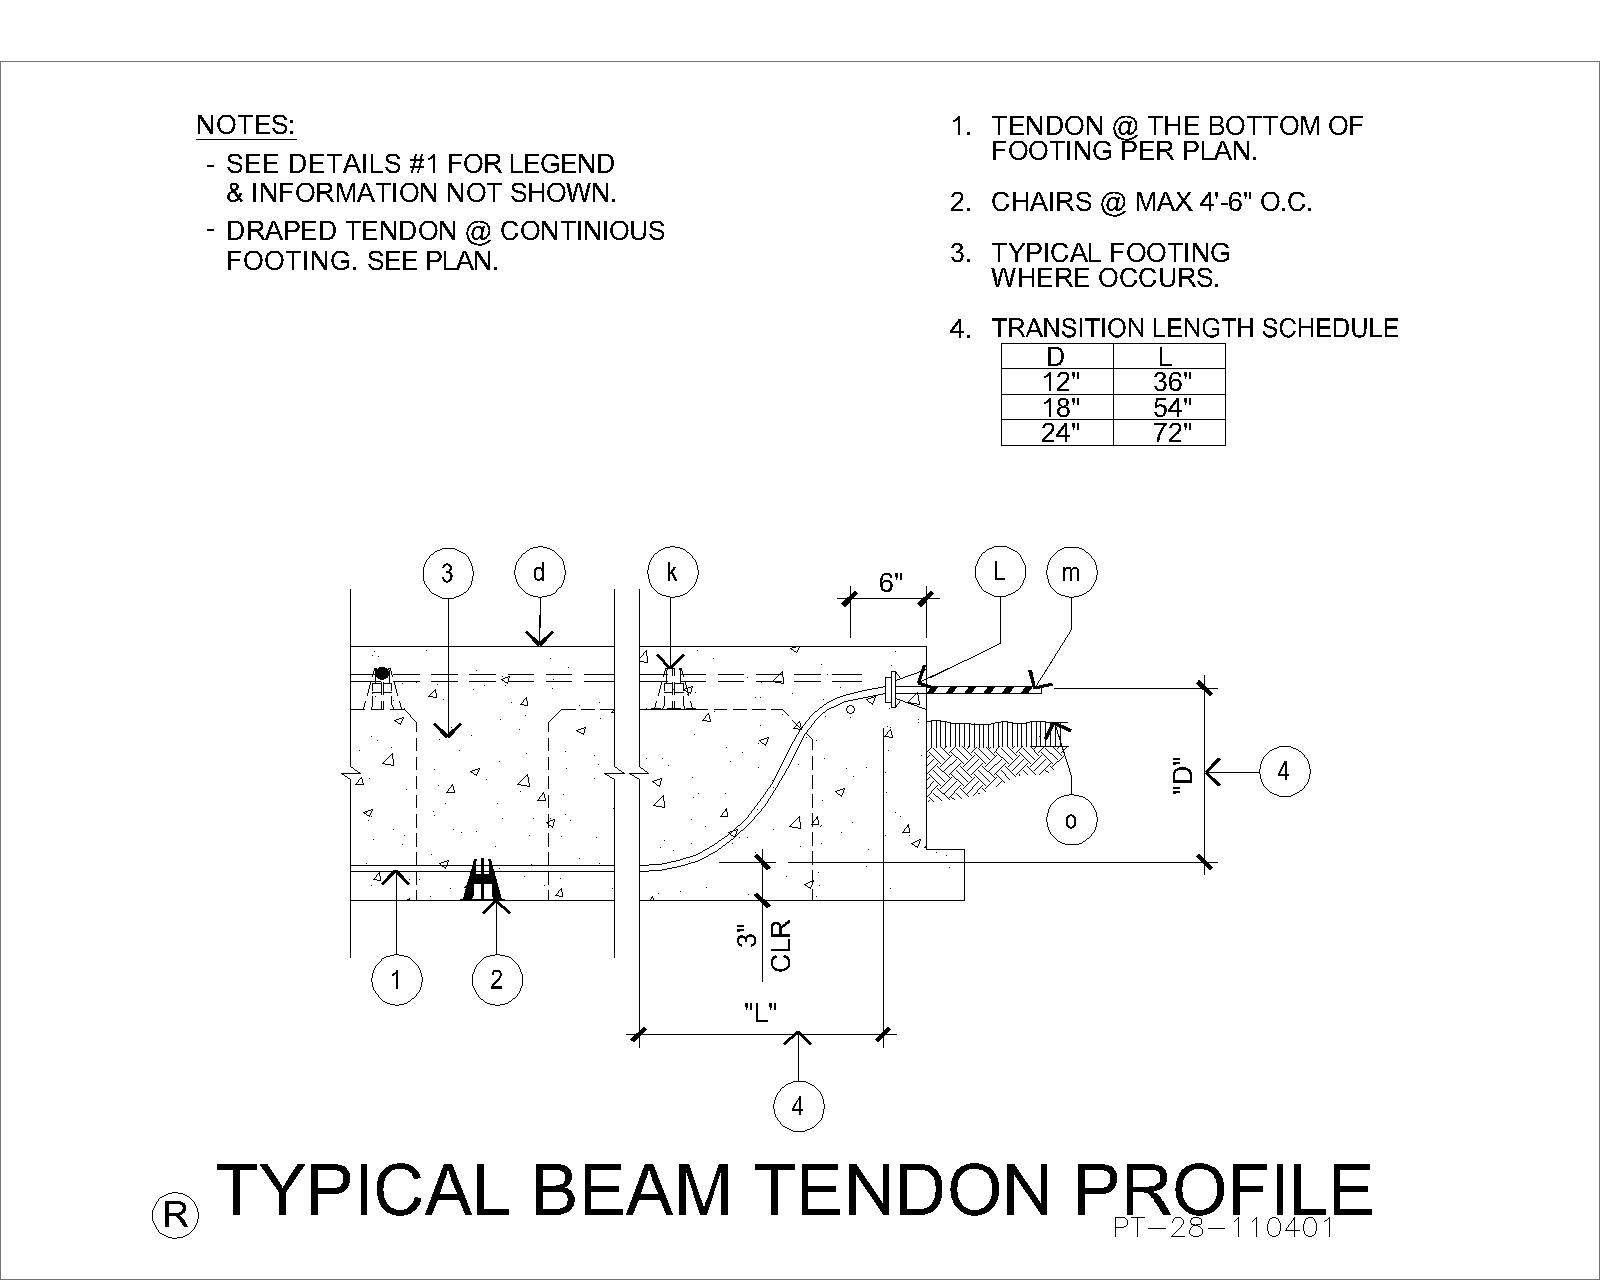 NOTES:
- SEE DETAILS #1 FOR LEGEND
& INFORMATION NOT SHOWN.
- DRAPED TENDON @ CONTINIOUS
FOOTING. SEE PLAN.
1. TENDON @ THE BOTTOM OF
FOOTING PER PLAN.
2. CHAIRS @ MAX 4'-6" O.C.
3. TYPICAL FOOTING
WHERE OCCURS.
4. TRANSITION LENGTH SCHEDULE
D L
12" 36"
18" 54"
24" 72"
3 d k 6" L m
"D" 4
o
3"
CLR
1 2
"L"
4
R TYPICAL BEAM TENDON PROFILE
PT-28-110401